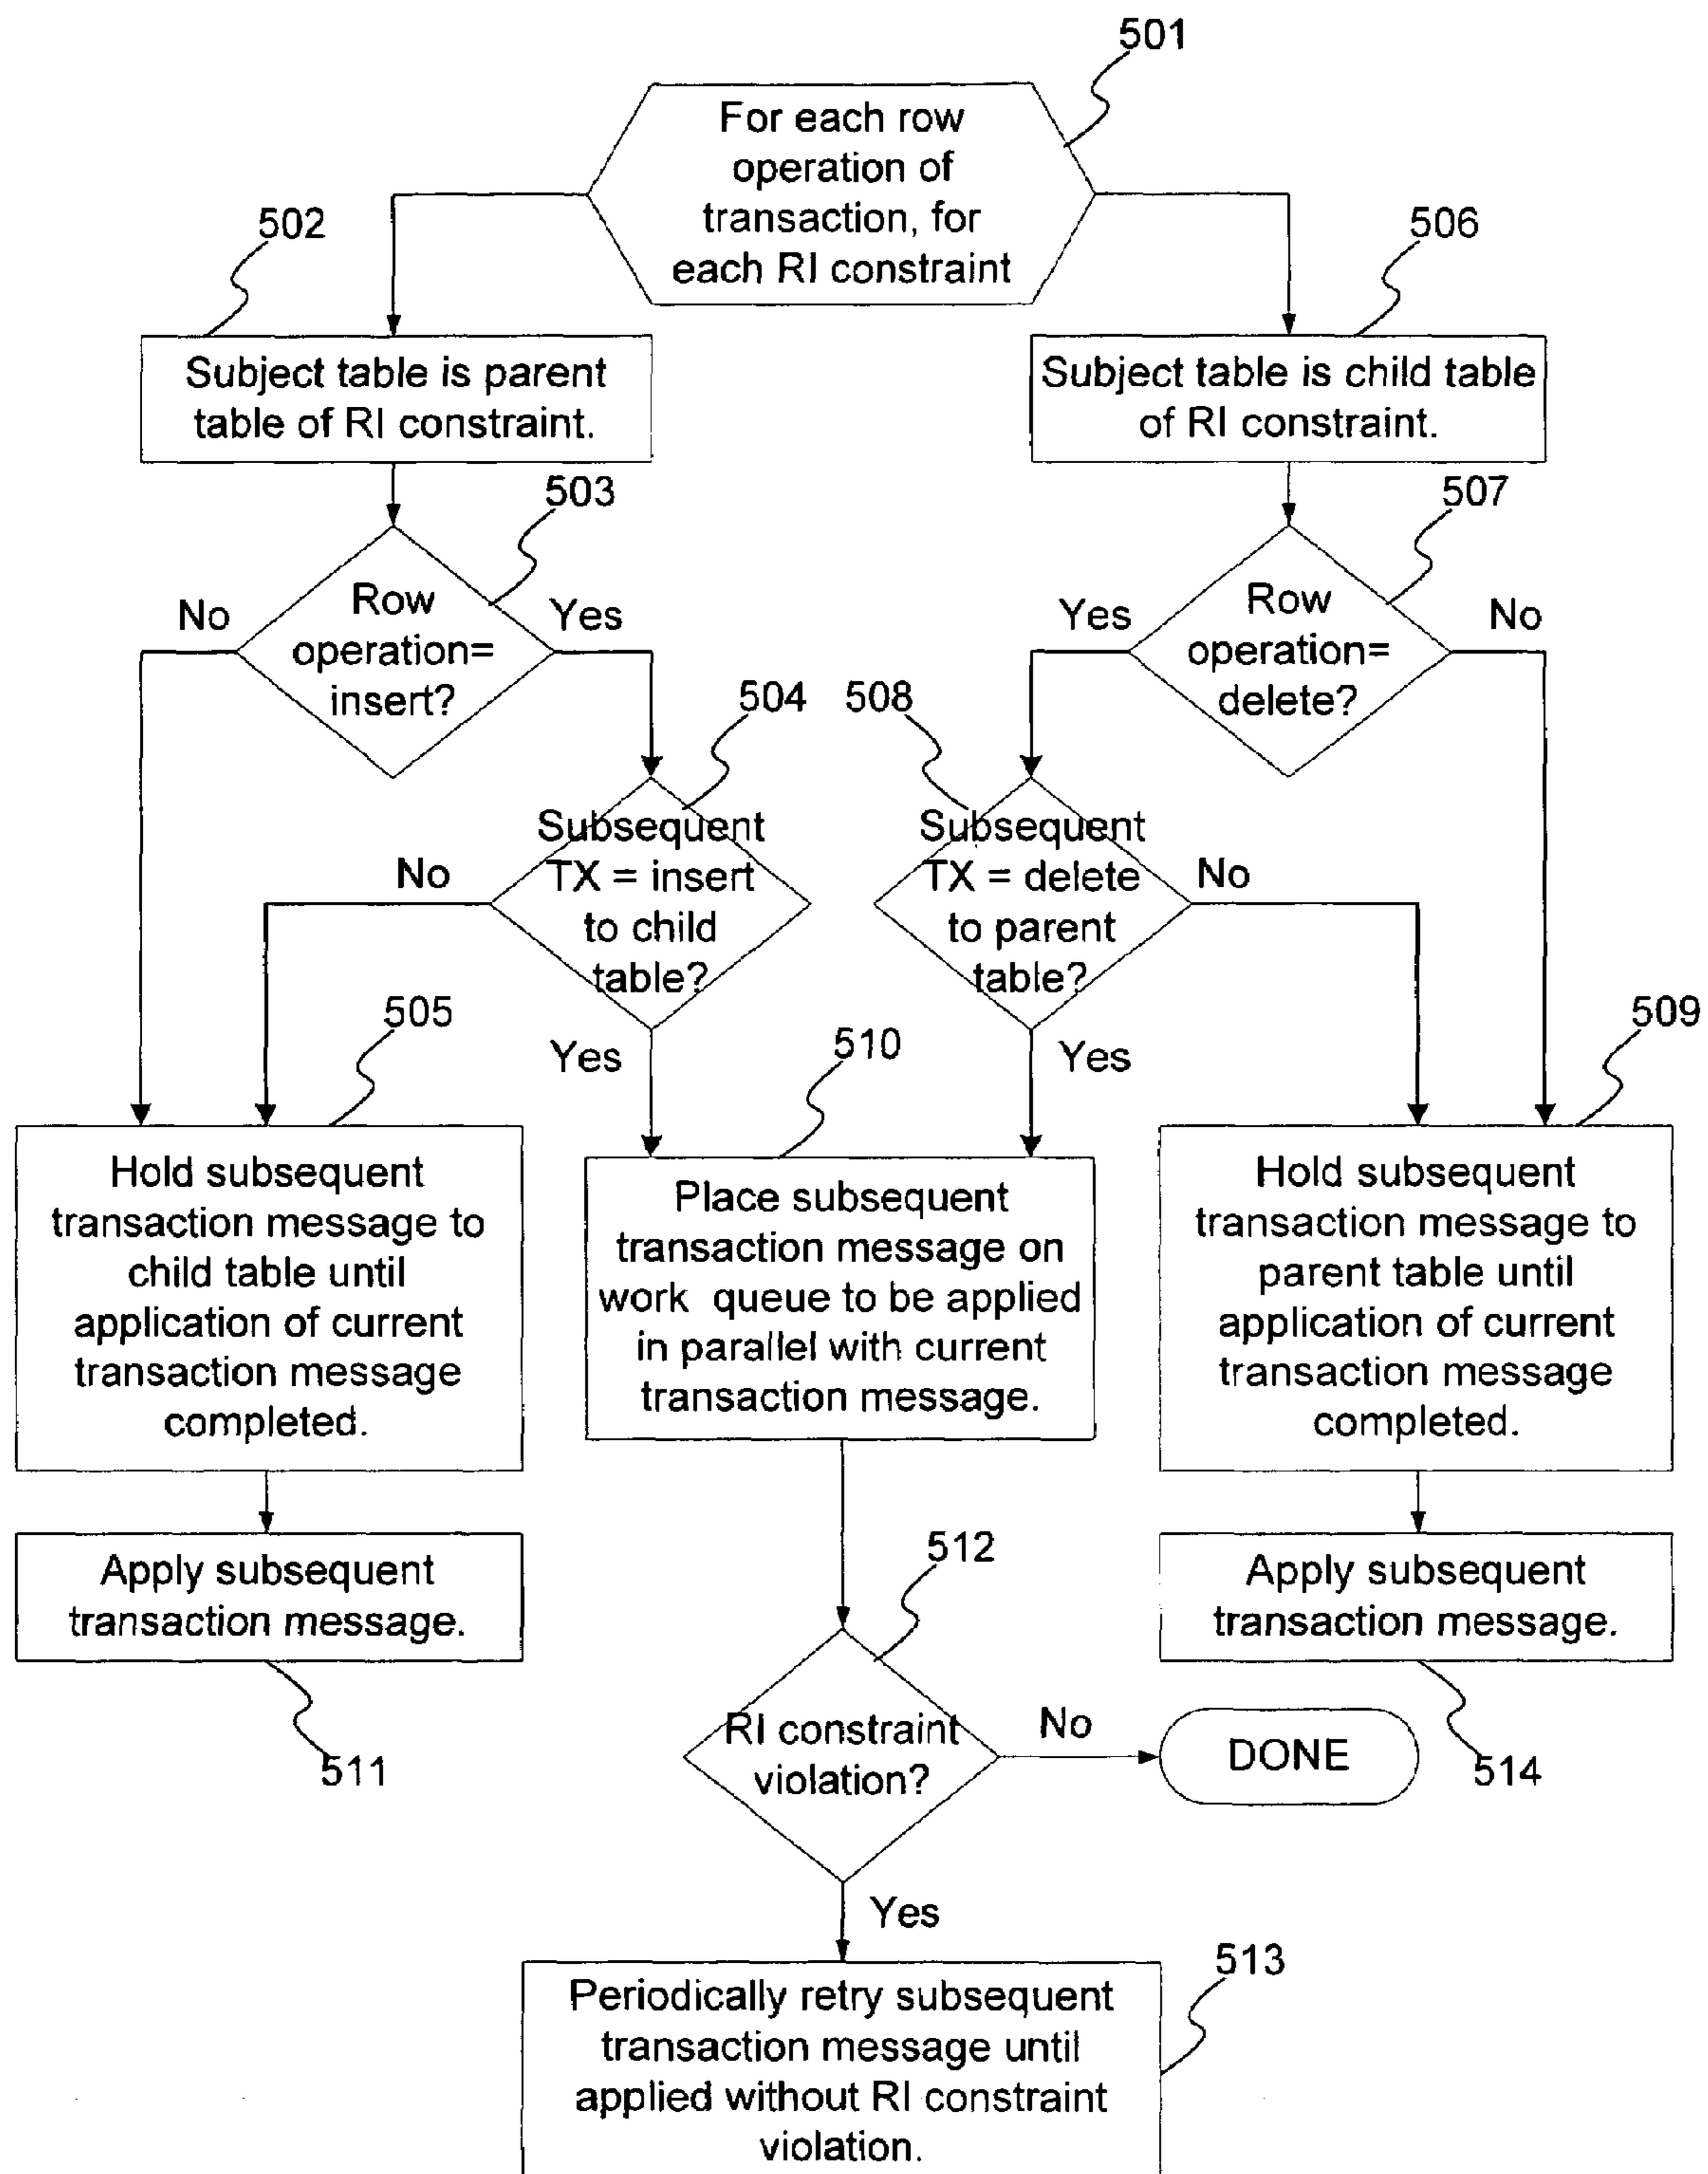 501
For each row
operation of
transaction, for
each RI constraint
502
506
Subject table is parent
table of RI constraint.
Subject table is child table
of RI constraint.
503
507
No
Row
operation=
insert?
Yes
Yes
Row
operation=
delete?
No
504
508
No
Subsequent
TX = insert
to child
table?
Subsequent
TX = delete
to parent
table?
No
505
Yes
510
Yes
509
Hold subsequent
transaction message to
child table until
application of current
transaction message
completed.
Place subsequent
transaction message on
work queue to be applied
in parallel with current
transaction message.
Hold subsequent
transaction message to
parent table until
application of current
transaction message
completed.
512
Apply subsequent
transaction message.
Apply subsequent
transaction message.
511
RI constraint
violation?
No
DONE
514
Yes
513
Periodically retry subsequent
transaction message until
applied without RI constraint
violation.